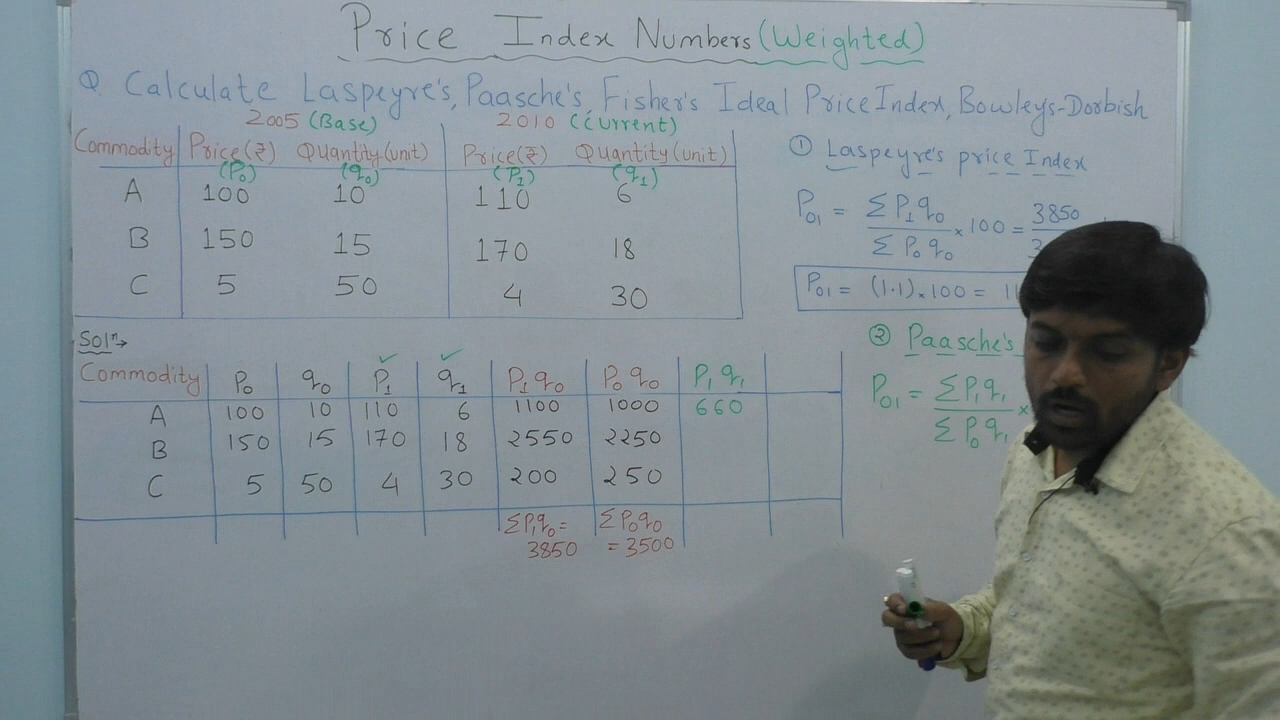 Price Index Numbers (Weighted)
Q Calculate Laspeyre's, Paasche's, Fisher's Ideal Price Index, Bowleys-Dorbish
2005 (Base) 2010 (Current)
Commodity Price(₹) Quantity(unit) Price(₹) Quantity(unit)
(P₀) (q₀) (P₁) (q₁)
A 100 10 110 6
B 150 15 170 18
C 5 50 4 30
① Laspeyre's price Index
P₀₁ = ΣP₁q₀ / ΣP₀q₀ × 100 = 3850
P₀₁ = (1.1)×100 =
② Paasche's
P₀₁ = ΣP₁q₁ / ΣP₀q₁ ×
Solⁿ→
Commodity P₀ q₀ P₁ ✓ q₁ ✓ P₁q₀ P₀q₀ P₁q₁
A 100 10 110 6 1100 1000 660
B 150 15 170 18 2550 2250
C 5 50 4 30 200 250
ΣP₁q₀ = ΣP₀q₀
3850 = 3500